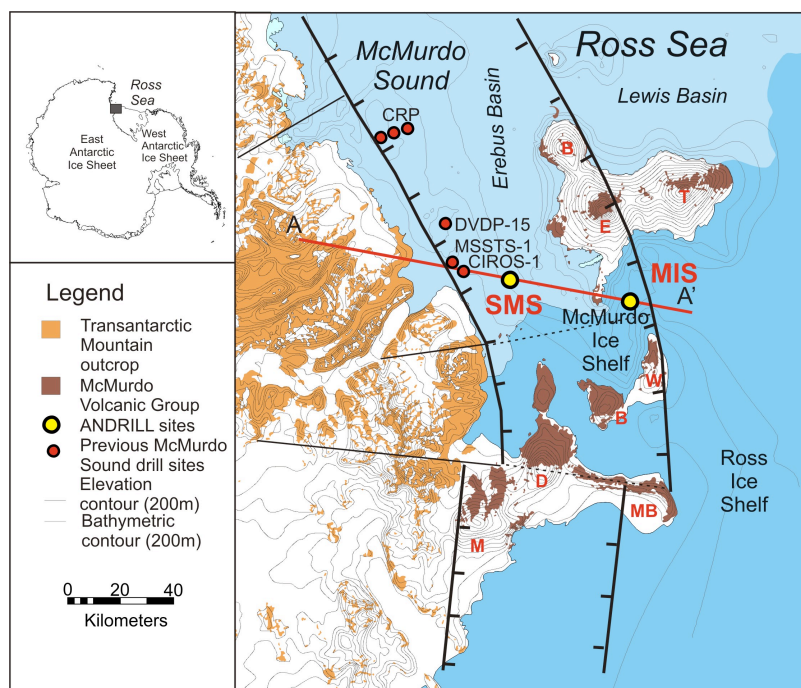 Ross
Sea
East
Antarctic
Ice Sheet
West
Antarctic
Ice Sheet
Legend
Transantarctic
Mountain
outcrop
McMurdo
Volcanic Group
ANDRILL sites
Previous McMurdo
Sound drill sites
Elevation
contour (200m)
Bathymetric
contour (200m)
0 20 40
Kilometers
McMurdo
Sound
Ross Sea
Lewis Basin
Erebus Basin
CRP
B
T
E
A
DVDP-15
MSSTS-1
CIROS-1
SMS
MIS
A'
McMurdo
Ice
Shelf
W
B
D
MB
M
Ross
Ice
Shelf